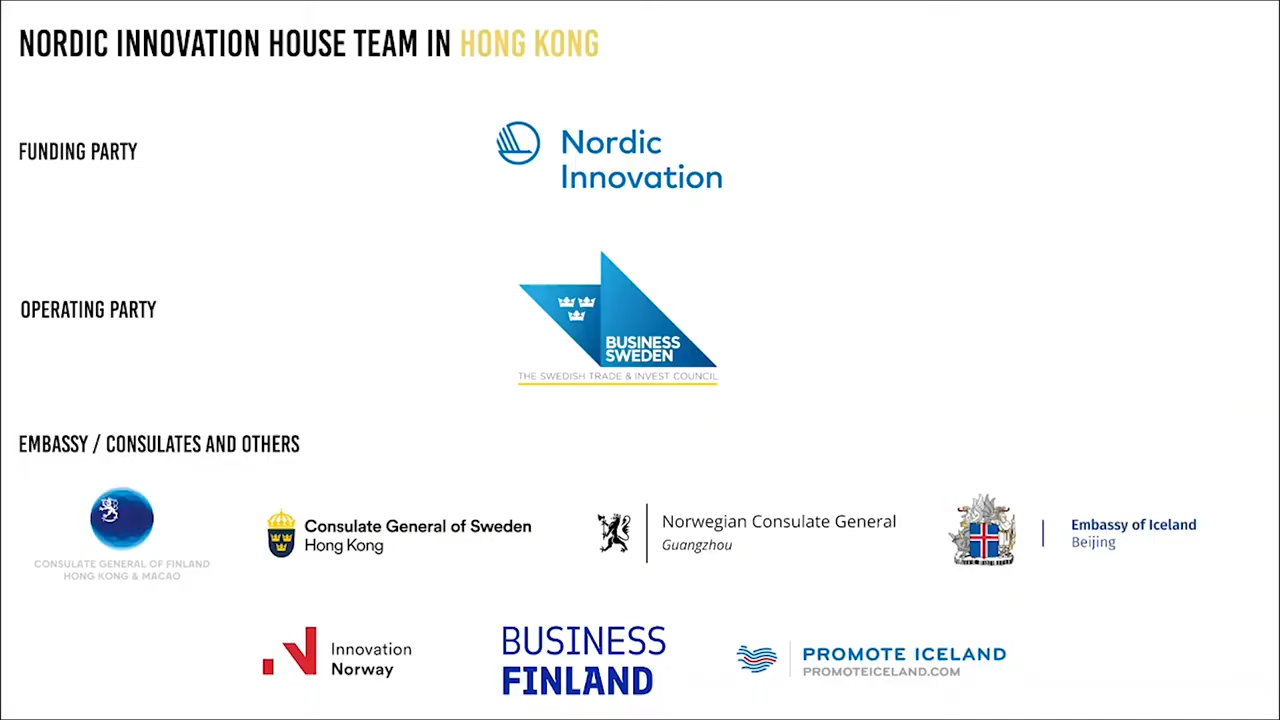 NORDIC INNOVATION HOUSE TEAM IN HONG KONG
FUNDING PARTY
Nordic
Innovation
OPERATING PARTY
BUSINESS
SWEDEN
THE SWEDISH TRADE & INVEST COUNCIL
EMBASSY / CONSULATES AND OTHERS
CONSULATE GENERAL OF FINLAND
HONG KONG & MACAO
Consulate General of Sweden
Hong Kong
Norwegian Consulate General
Guangzhou
Embassy of Iceland
Beijing
Innovation
Norway
BUSINESS
FINLAND
PROMOTE ICELAND
PROMOTEICELAND.COM